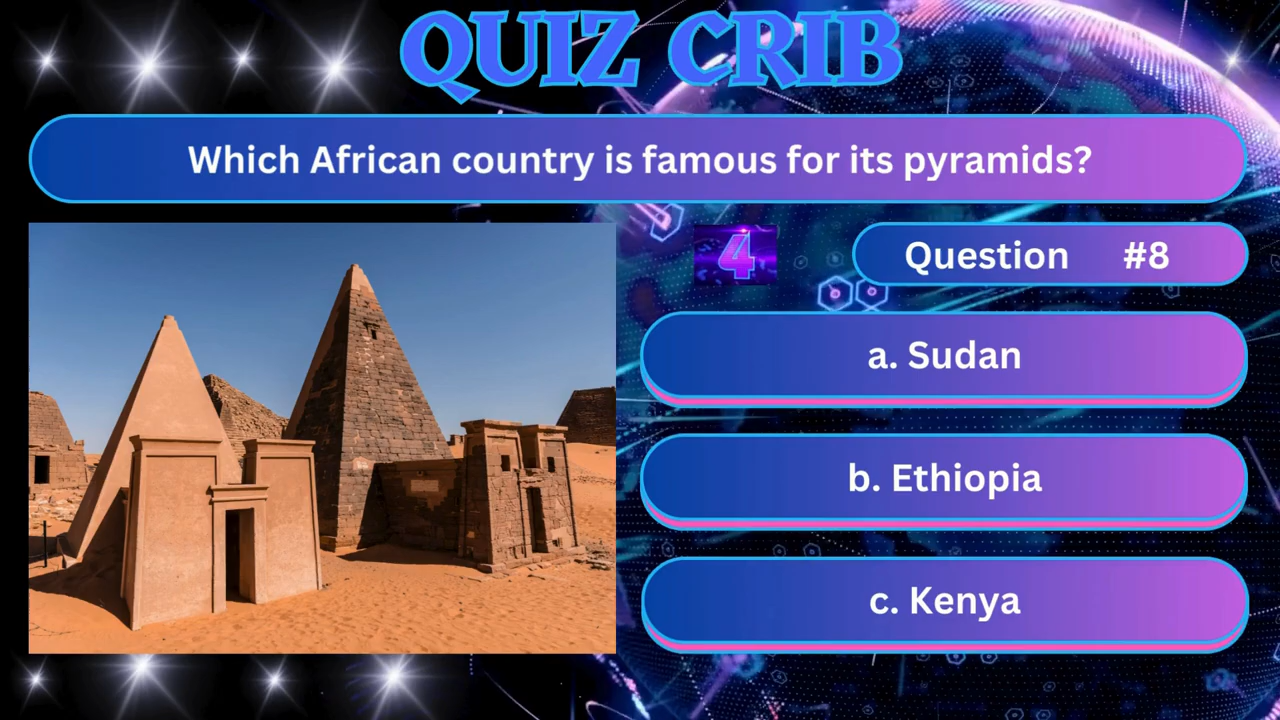 QUIZ CRIB
Which African country is famous for its pyramids?
4
Question #8
a. Sudan
b. Ethiopia
c. Kenya